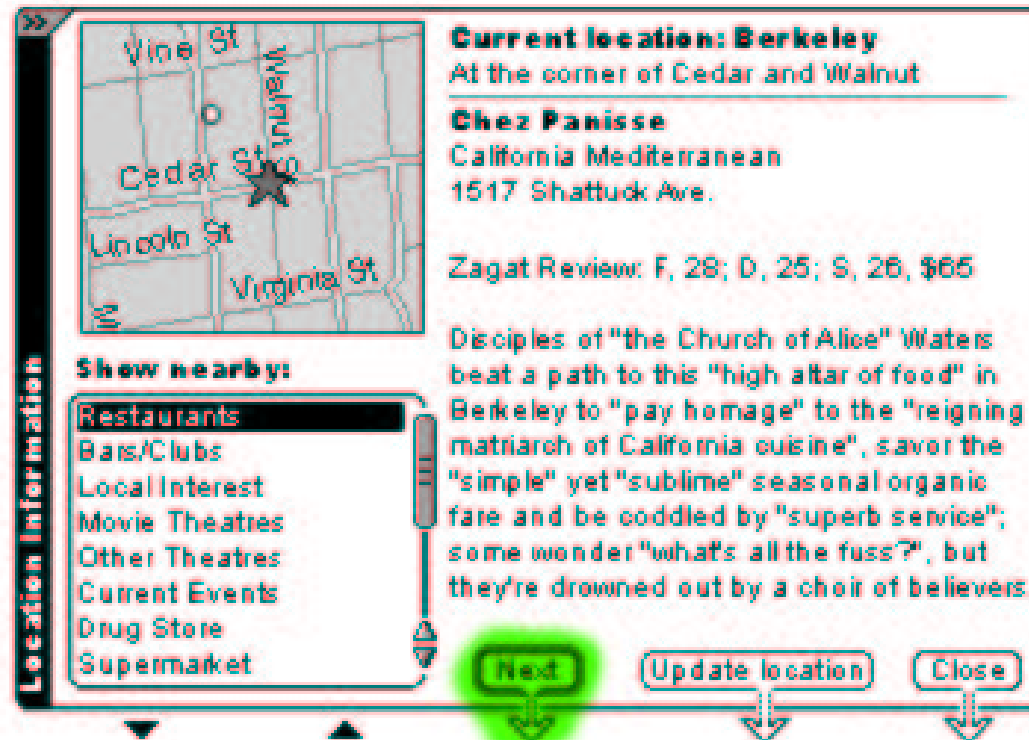 >>
Location Information
Vine St
Walnut St
Cedar St
Lincoln St
Virginia St
Current location: Berkeley
At the corner of Cedar and Walnut
Chez Panisse
California Mediterranean
1517 Shattuck Ave.
Zagat Review: F, 28; D, 25; S, 26, $65
Disciples of "the Church of Alice" Waters
beat a path to this "high altar of food" in
Berkeley to "pay homage" to the "reigning
matriarch of California cuisine", savor the
"simple" yet "sublime" seasonal organic
fare and be coddled by "superb service";
some wonder "what's all the fuss?", but
they're drowned out by a choir of believers
Show nearby:
Restaurants
Bars/Clubs
Local Interest
Movie Theatres
Other Theatres
Current Events
Drug Store
Supermarket
Next
Update location
Close